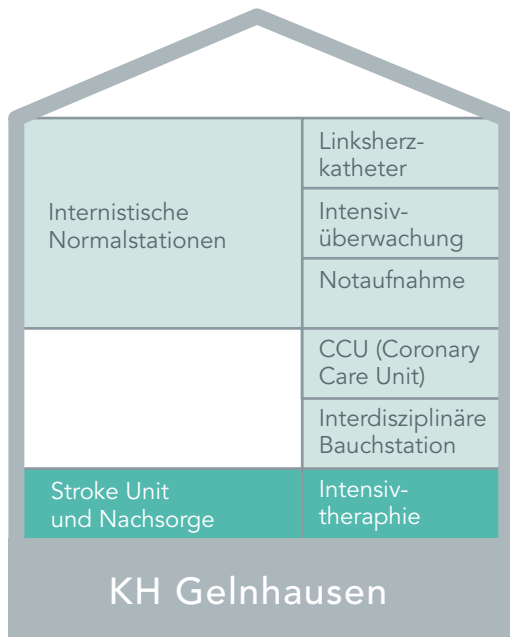 Internistische
Normalstationen
Linksherz-
katheter
Intensiv-
überwachung
Notaufnahme
CCU (Coronary
Care Unit)
Interdisziplinäre
Bauchstation
Stroke Unit
und Nachsorge
Intensiv-
theraphie
KH Gelnhausen